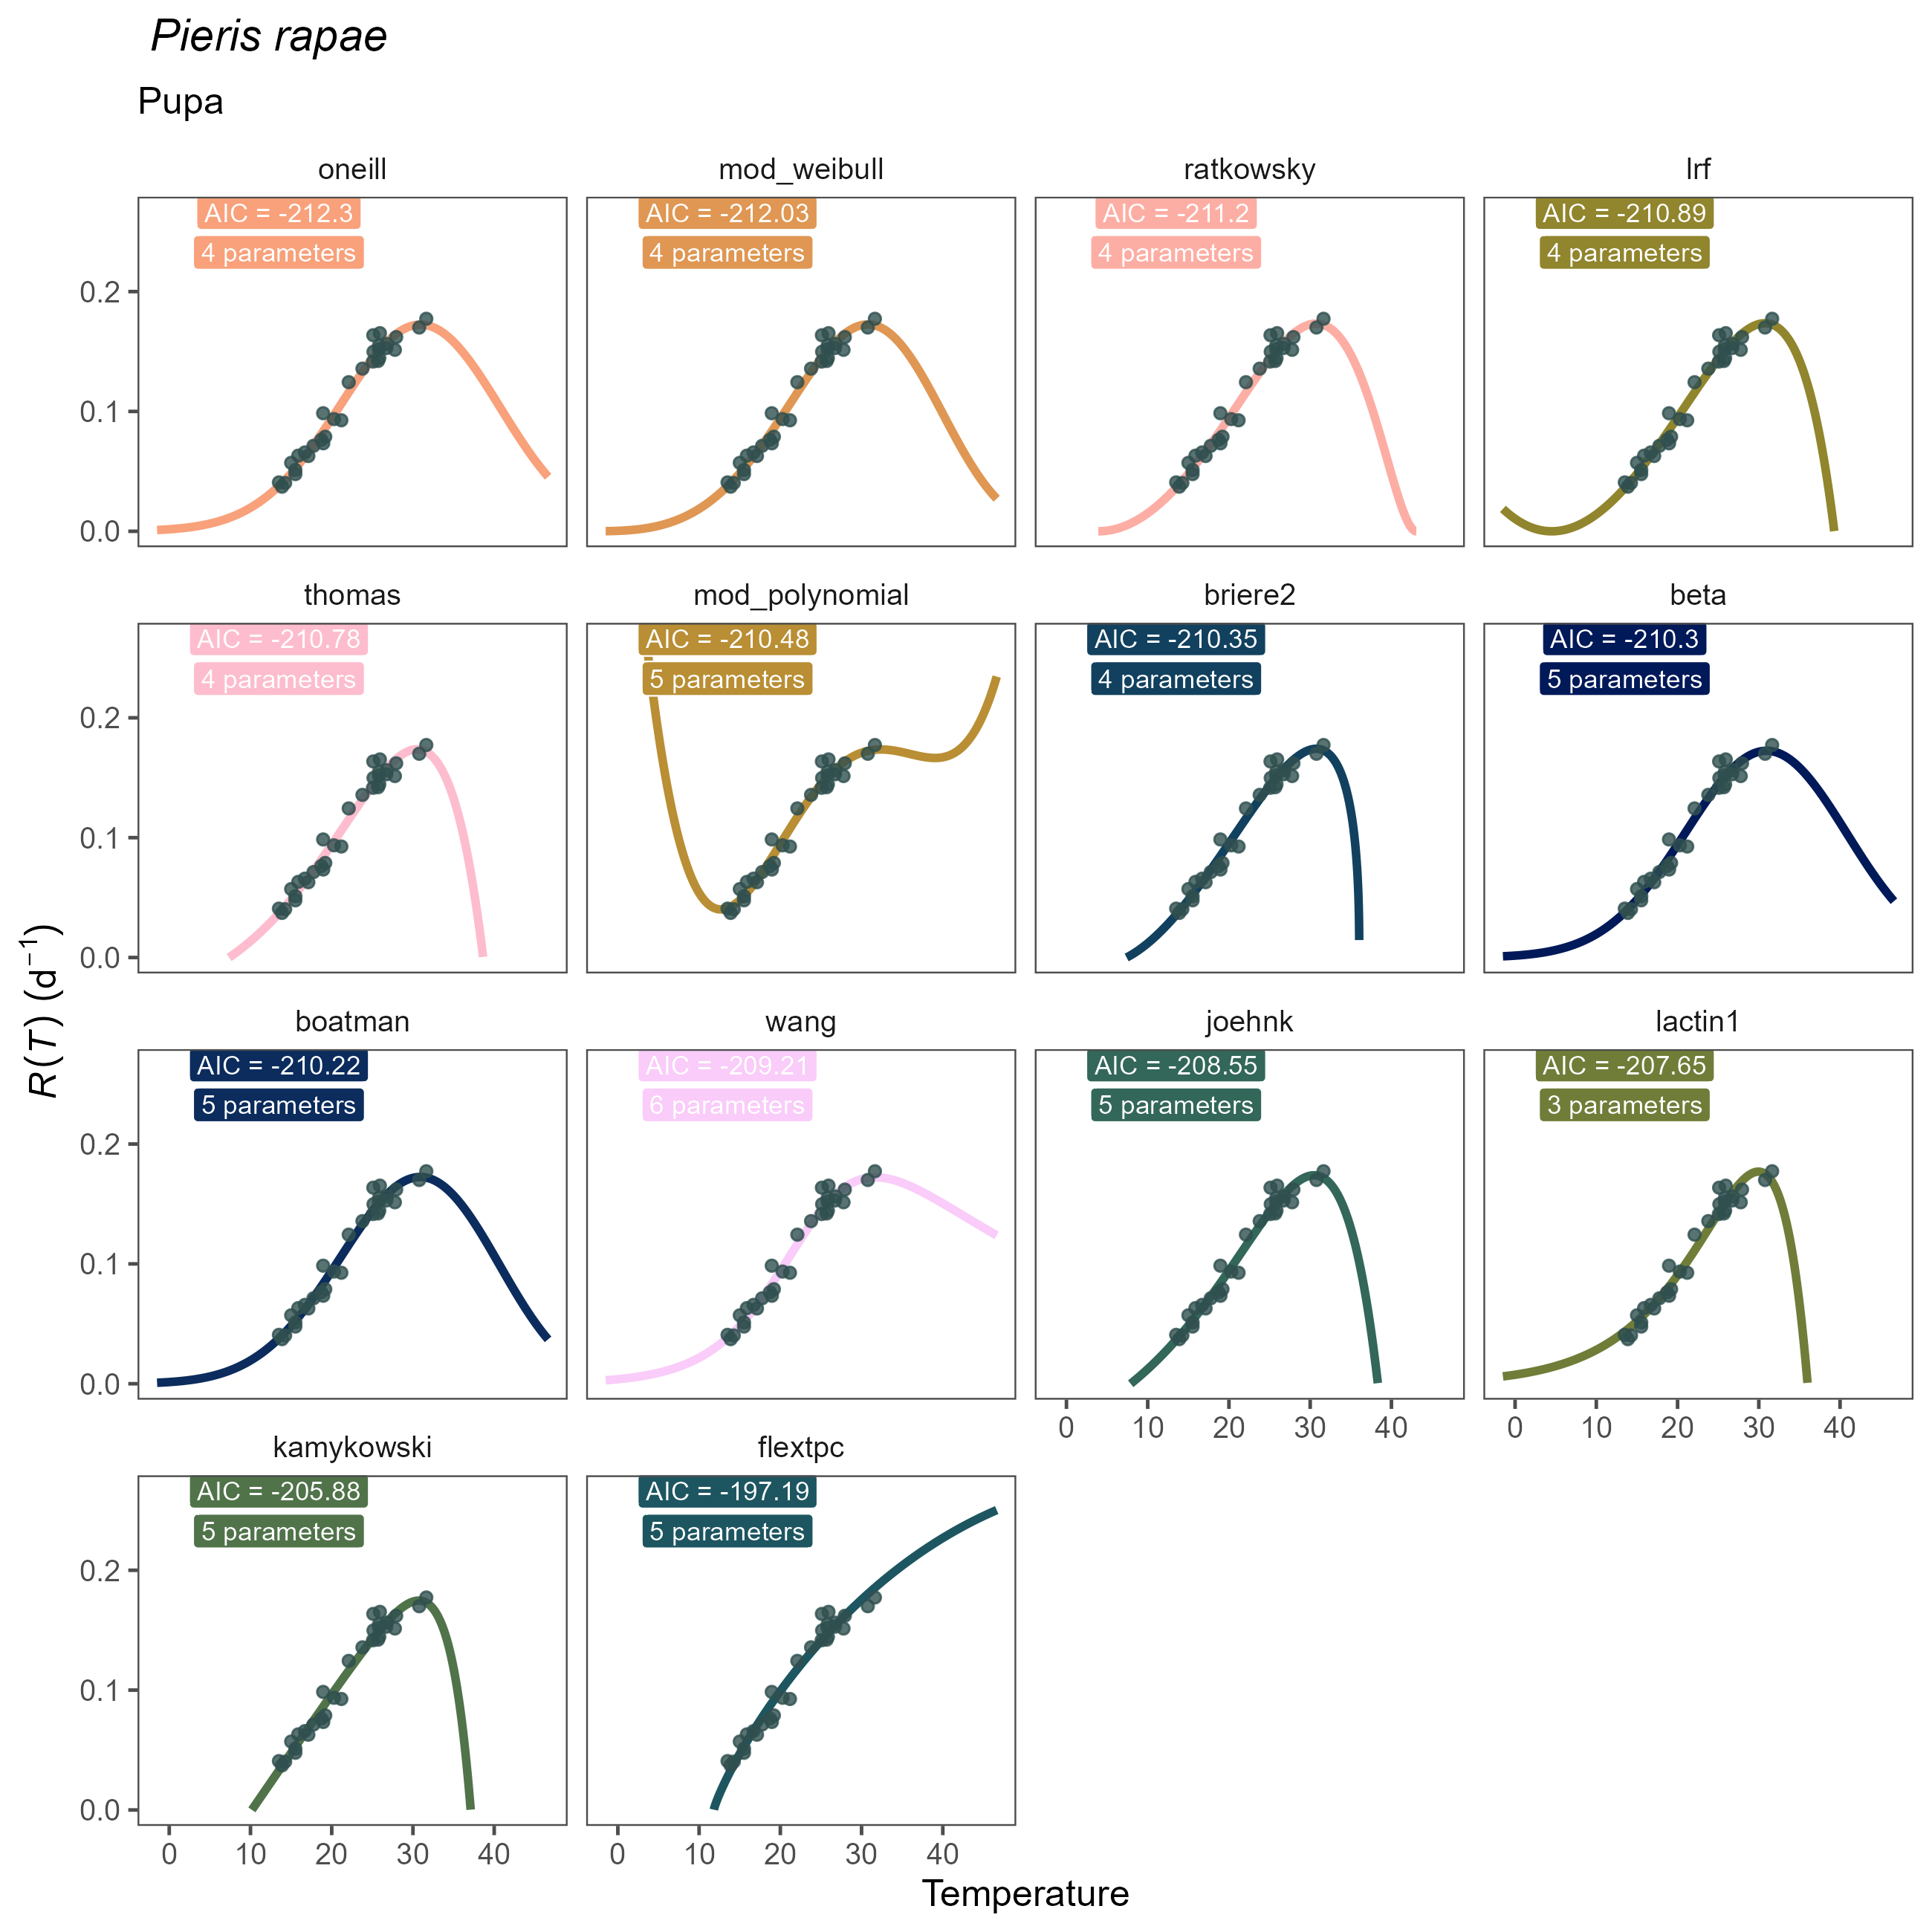 Pieris rapae
Pupa
oneill
mod_weibull
ratkowsky
lrf
AIC = -212.3
AIC = -212.03
AIC = -211.2
AIC = -210.89
4 parameters
4 parameters
4 parameters
4 parameters
0.2
0.1
0.0
thomas
mod_polynomial
briere2
beta
AIC = -210.78
AIC = -210.48
AIC = -210.35
AIC = -210.3
4 parameters
5 parameters
4 parameters
5 parameters
0.2
0.1
0.0
R(T) (d⁻¹)
boatman
wang
joehnk
lactin1
AIC = -210.22
AIC = -209.21
AIC = -208.55
AIC = -207.65
5 parameters
6 parameters
5 parameters
3 parameters
0.2
0.1
0.0
0 10 20 30 40
0 10 20 30 40
kamykowski
flextpc
AIC = -205.88
AIC = -197.19
5 parameters
5 parameters
0.2
0.1
0.0
0 10 20 30 40
0 10 20 30 40
Temperature